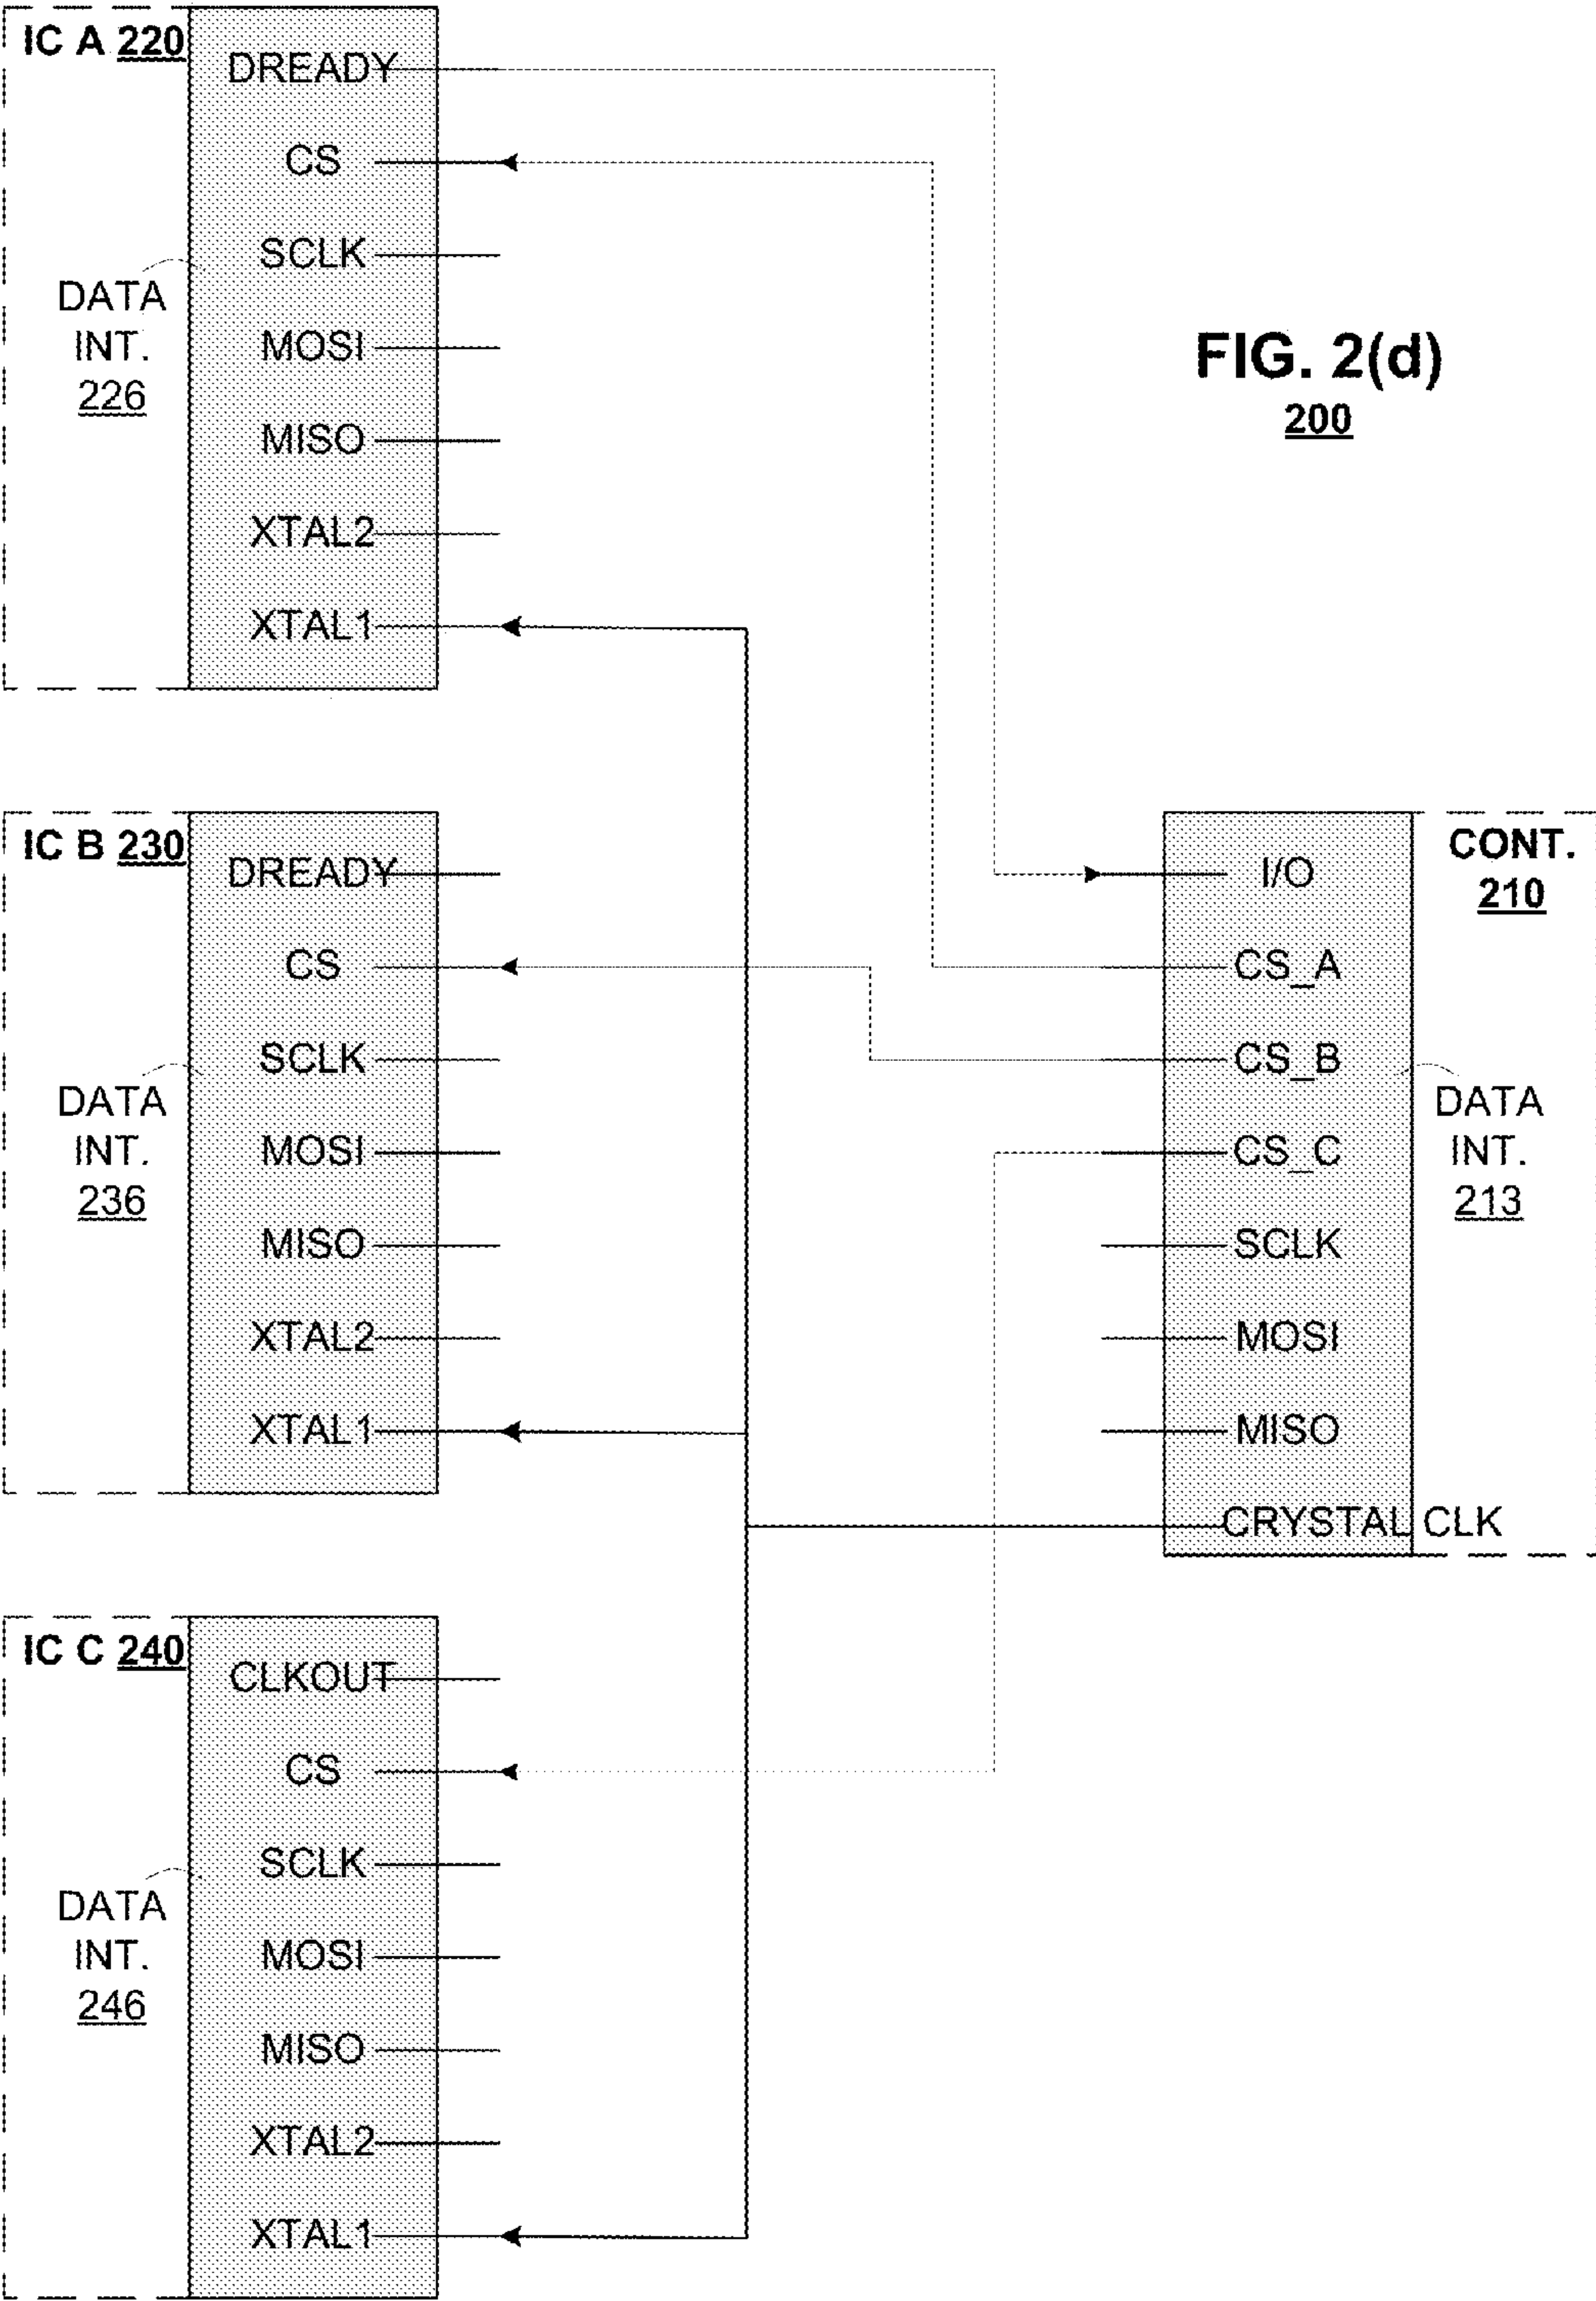 IC A 220
DREADY
CS
SCLK
MOSI
MISO
XTAL2
XTAL1
DATA
INT.
226
FIG. 2(d)
200
IC B 230
DREADY
CS
SCLK
MOSI
MISO
XTAL2
XTAL1
DATA
INT.
236
CONT.
210
I/O
CS_A
CS_B
CS_C
SCLK
MOSI
MISO
CRYSTAL CLK
DATA
INT.
213
IC C 240
CLKOUT
CS
SCLK
MOSI
MISO
XTAL2
XTAL1
DATA
INT.
246